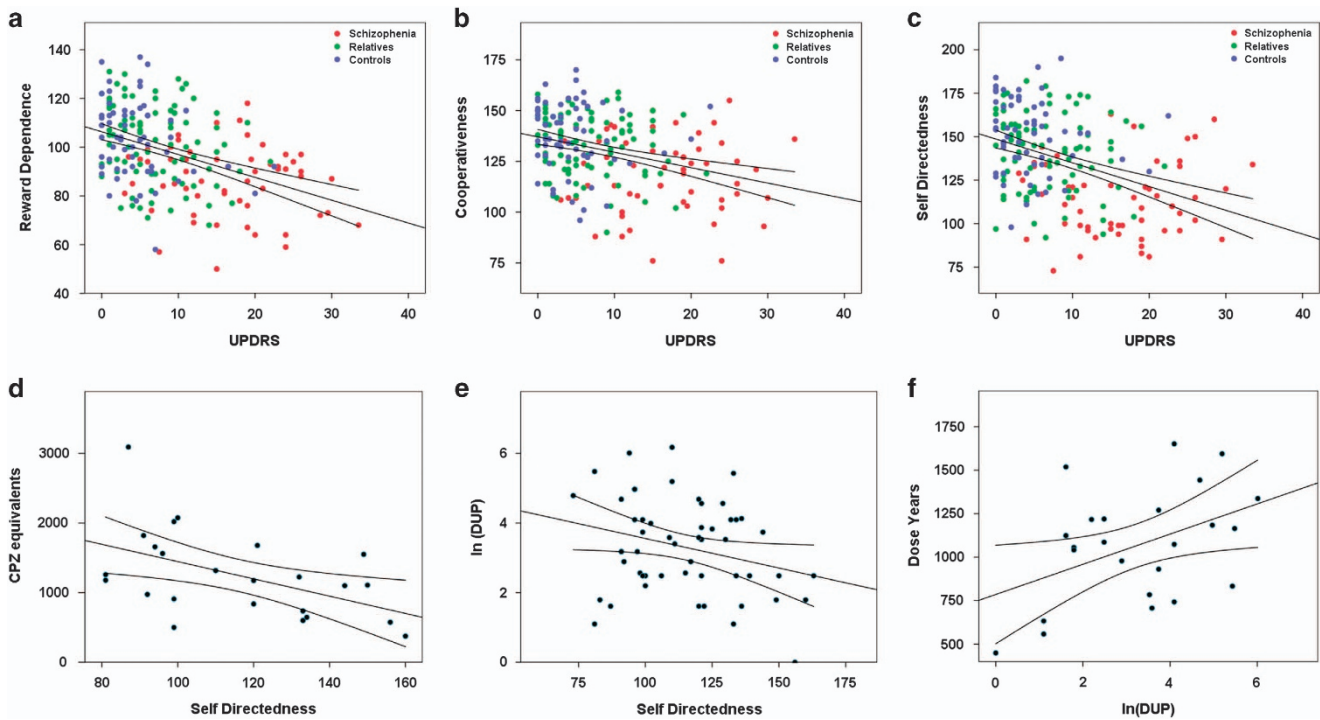 a
Schizophenia
Relatives
Controls
140
120
100
80
60
40
Reward Dependence
0 10 20 30 40
UPDRS
b
Schizophenia
Relatives
Controls
200
175
150
125
100
75
Cooperativeness
0 10 20 30 40
UPDRS
c
Schizophenia
Relatives
Controls
200
175
150
125
100
75
Self Directedness
0 10 20 30 40
UPDRS
d
3000
2000
1000
0
CPZ equivalents
80 100 120 140 160
Self Directedness
e
6
4
2
0
ln (DUP)
75 100 125 150 175
Self Directedness
f
1750
1500
1250
1000
750
500
Dose Years
0 2 4 6
ln(DUP)